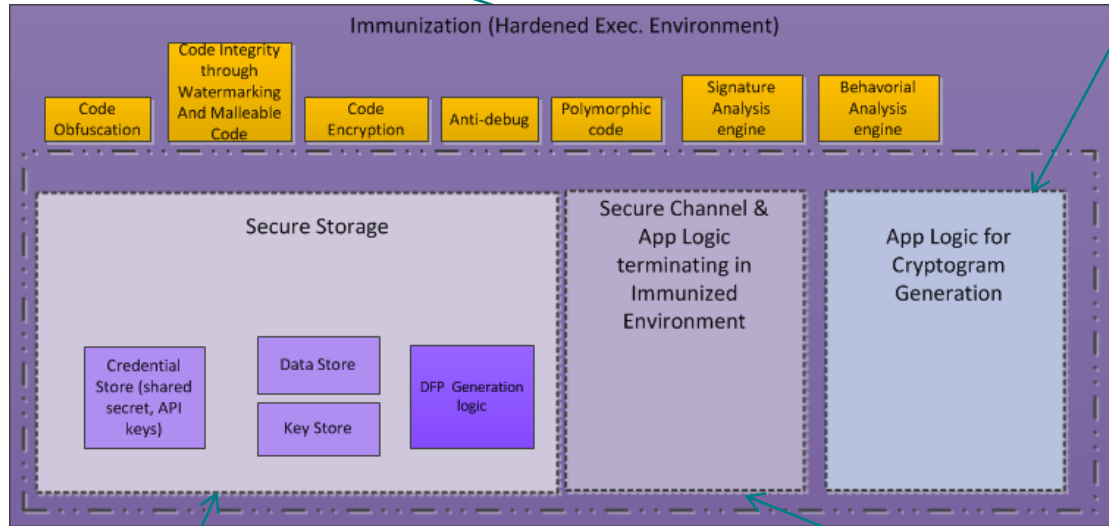 Immunization (Hardened Exec. Environment)
Code
Obfuscation
Code Integrity
through
Watermarking
And Malleable
Code
Code
Encryption
Anti-debug
Polymorphic
code
Signature
Analysis
engine
Behavorial
Analysis
engine
Secure Storage
Credential
Store (shared
secret, API
keys)
Data Store
Key Store
DFP Generation
logic
Secure Channel &
App Logic
terminating in
Immunized
Environment
App Logic for
Cryptogram
Generation